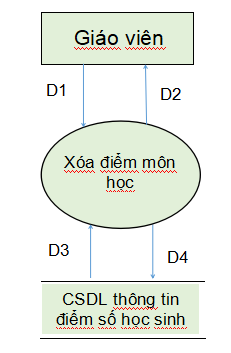 Giáo viên
D1
D2
Xóa điểm môn
học
D3
D4
CSDL thông tin
điểm số học sinh